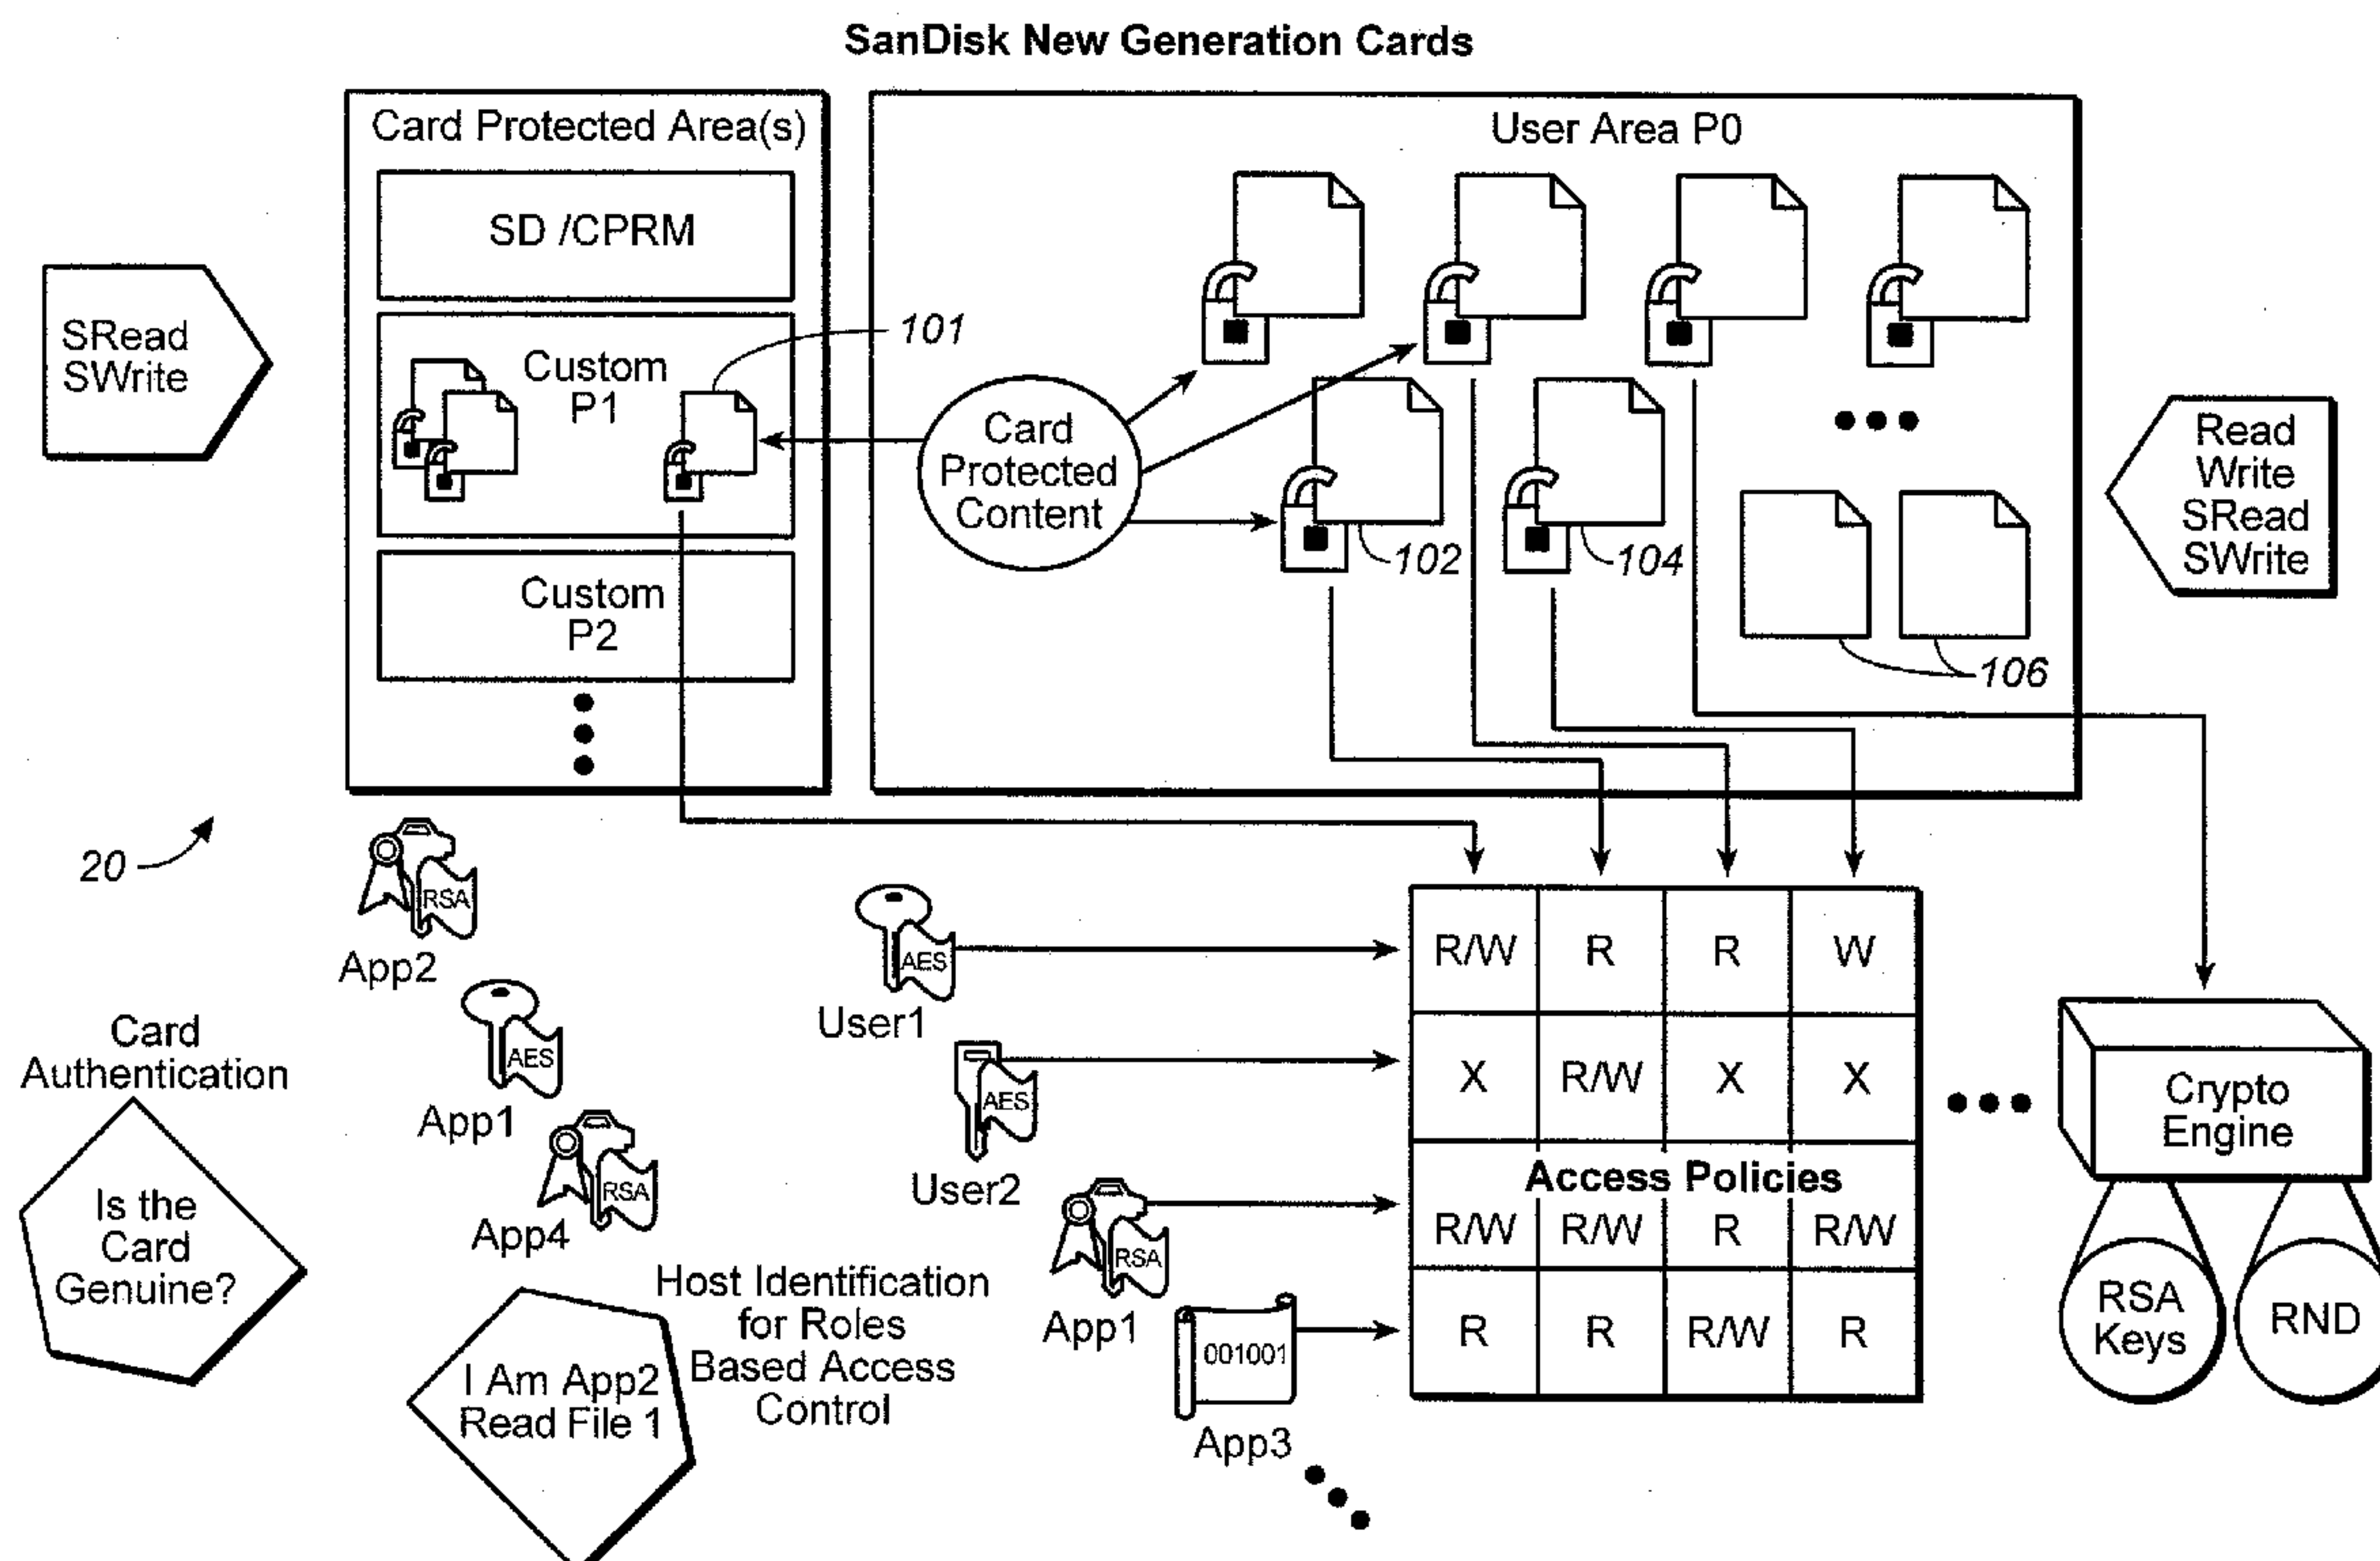 SanDisk New Generation Cards
Card Protected Area(s)
SD /CPRM
Custom
P1
101
Custom
P2
SRead
SWrite
User Area P0
Card
Protected
Content
102
104
106
Read
Write
SRead
SWrite
20
RSA
App2
AES
App1
RSA
App4
Card
Authentication
Is the
Card
Genuine?
I Am App2
Read File 1
Host Identification
for Roles
Based Access
Control
AES
User1
AES
User2
RSA
App1
001001
App3
R/W R R W
X R/W X X
Access Policies
R/W R/W R R/W
R R R/W R
Crypto
Engine
RSA
Keys
RND